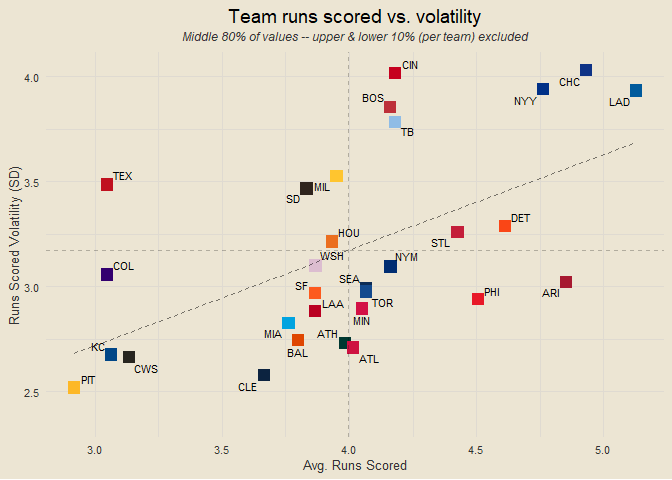 Team runs scored vs. volatility
Middle 80% of values -- upper & lower 10% (per team) excluded
CIN
CHC
NYY
LAD
BOS
TB
TEX
MIL
SD
DET
STL
HOU
WSH
NYM
COL
SEA
ARI
SF
PHI
LAA
TOR
MIN
MIA
ATH
BAL
ATL
KC
CWS
CLE
PIT
4.0
3.5
3.0
2.5
Runs Scored Volatility (SD)
3.0
3.5
4.0
4.5
5.0
Avg. Runs Scored